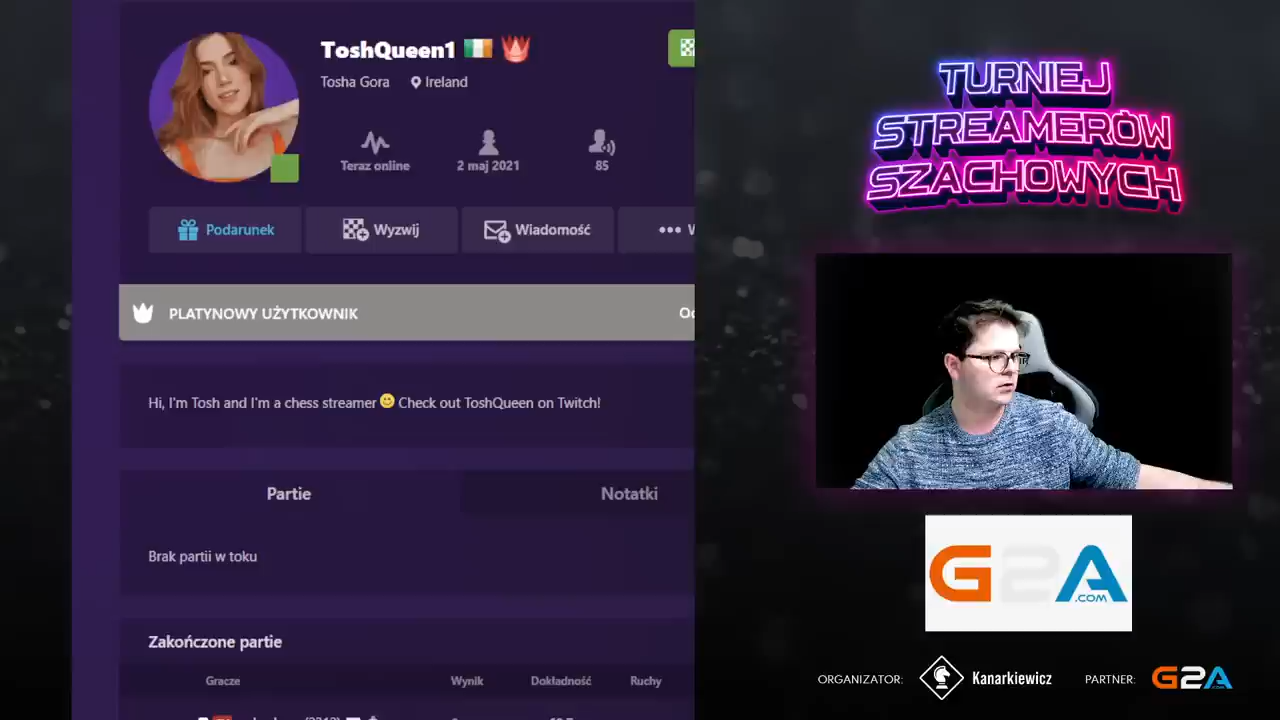 ToshQueen1
Tosha Gora Ireland
Teraz online
2 maj 2021
85
Podarunek
Wyzwij
Wiadomość
PLATYNOWY UŻYTKOWNIK
Hi, I'm Tosh and I'm a chess streamer 🙂 Check out ToshQueen on Twitch!
Partie
Notatki
Brak partii w toku
Zakończone partie
Gracze Wynik Dokładność Ruchy
TURNIEJ
STREAMERÓW
SZACHOWYCH
G2A
.COM
ORGANIZATOR: Kanarkiewicz PARTNER: G2A